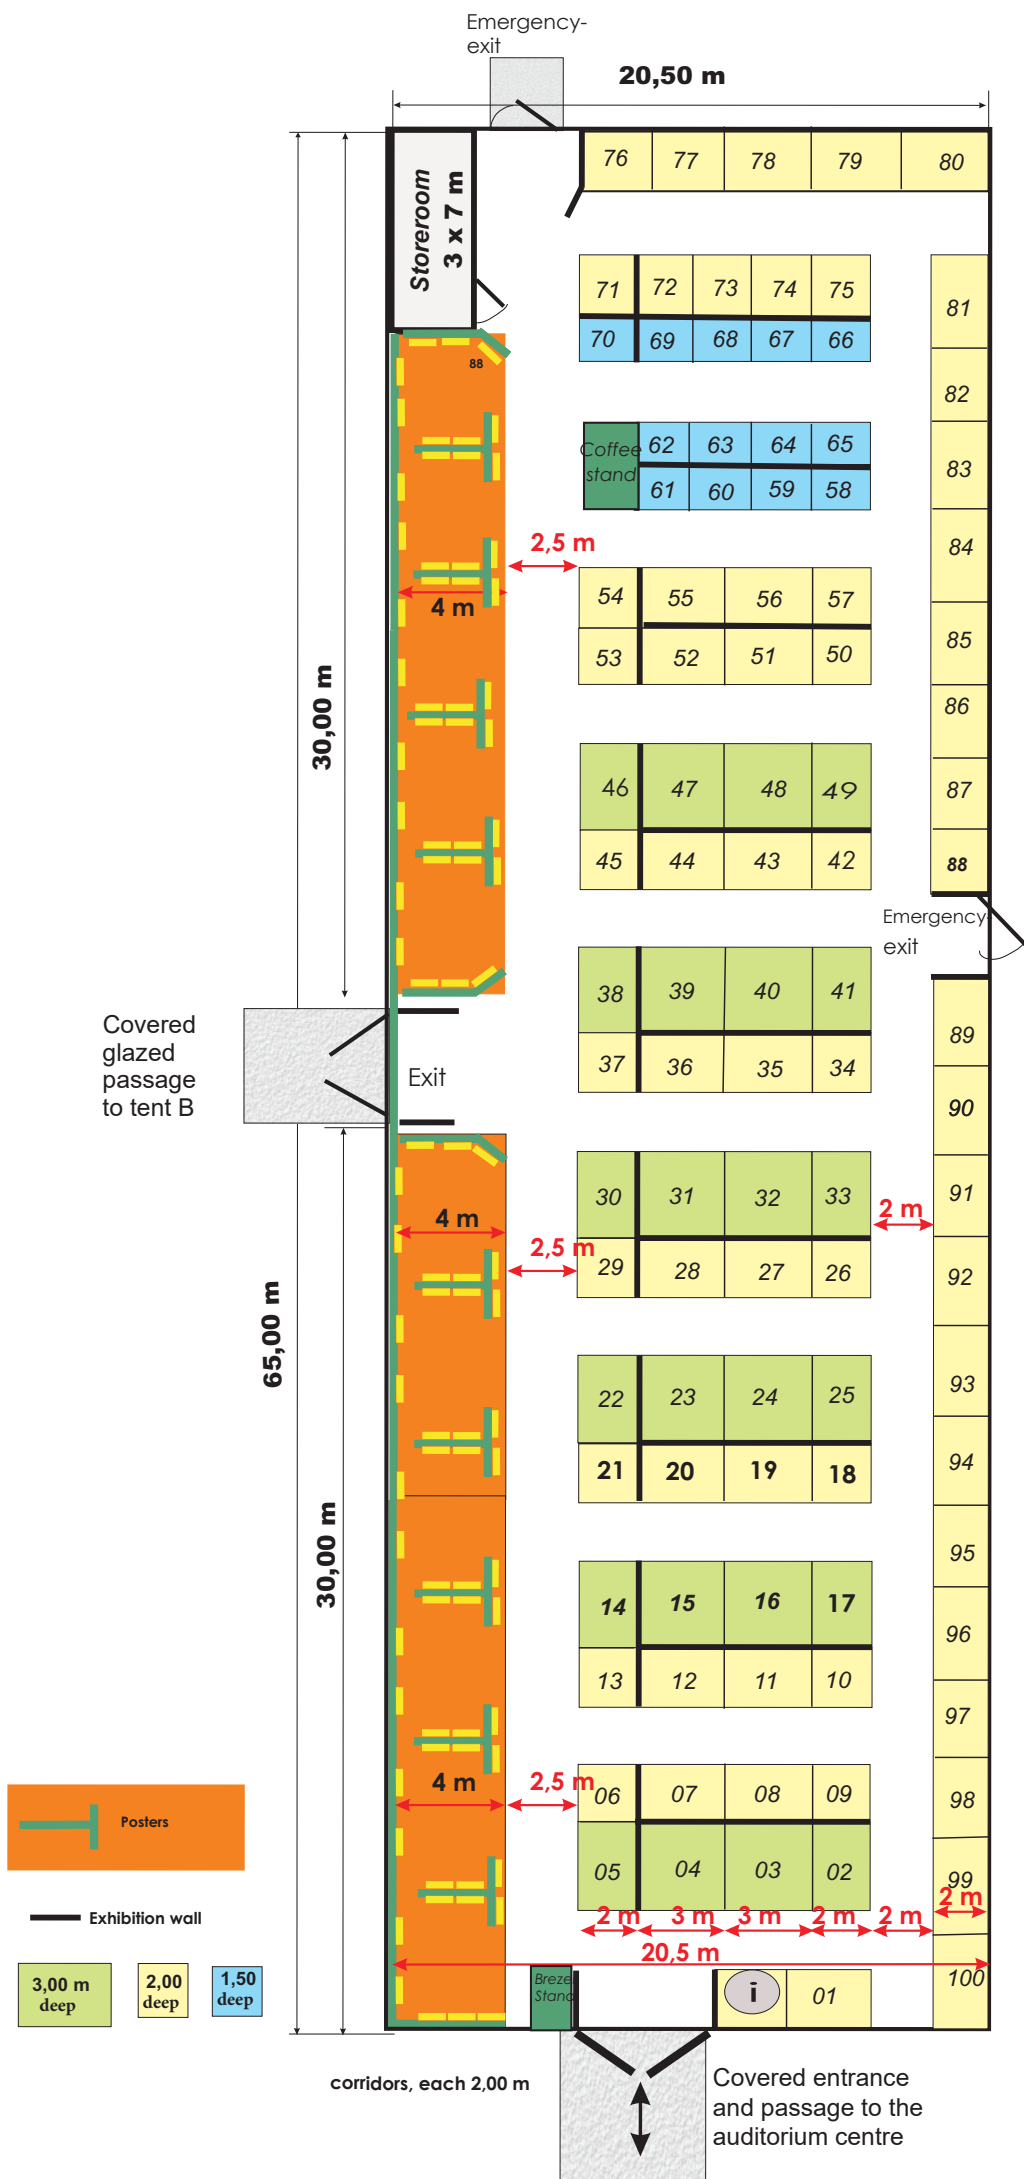 Emergency-
exit
20,50 m
76 77 78 79 80
Storeroom
3 x 7 m
71 72 73 74 75
81
70 69 68 67 66
88
82
62 63 64 65
Coffee
stand
83
61 60 59 58
2,5 m
84
54 55 56 57
4 m
85
53 52 51 50
30,00 m
86
46 47 48 49
87
45 44 43 42
88
Emergency-
exit
38 39 40 41
Covered
glazed
passage
to tent B
Exit
89
37 36 35 34
90
30 31 32 33
91
2 m
4 m
2,5 m
29 28 27 26
92
65,00 m
22 23 24 25
93
21 20 19 18
94
30,00 m
95
14 15 16 17
96
13 12 11 10
97
4 m
2,5 m
06 07 08 09
98
Posters
05 04 03 02
99
2 m
Exhibition wall
2 m 3 m 3 m 2 m 2 m
20,5 m
3,00 m
deep
2,00
deep
1,50
deep
Breze
Stand
i
01
100
corridors, each 2,00 m
Covered entrance
and passage to the
auditorium centre